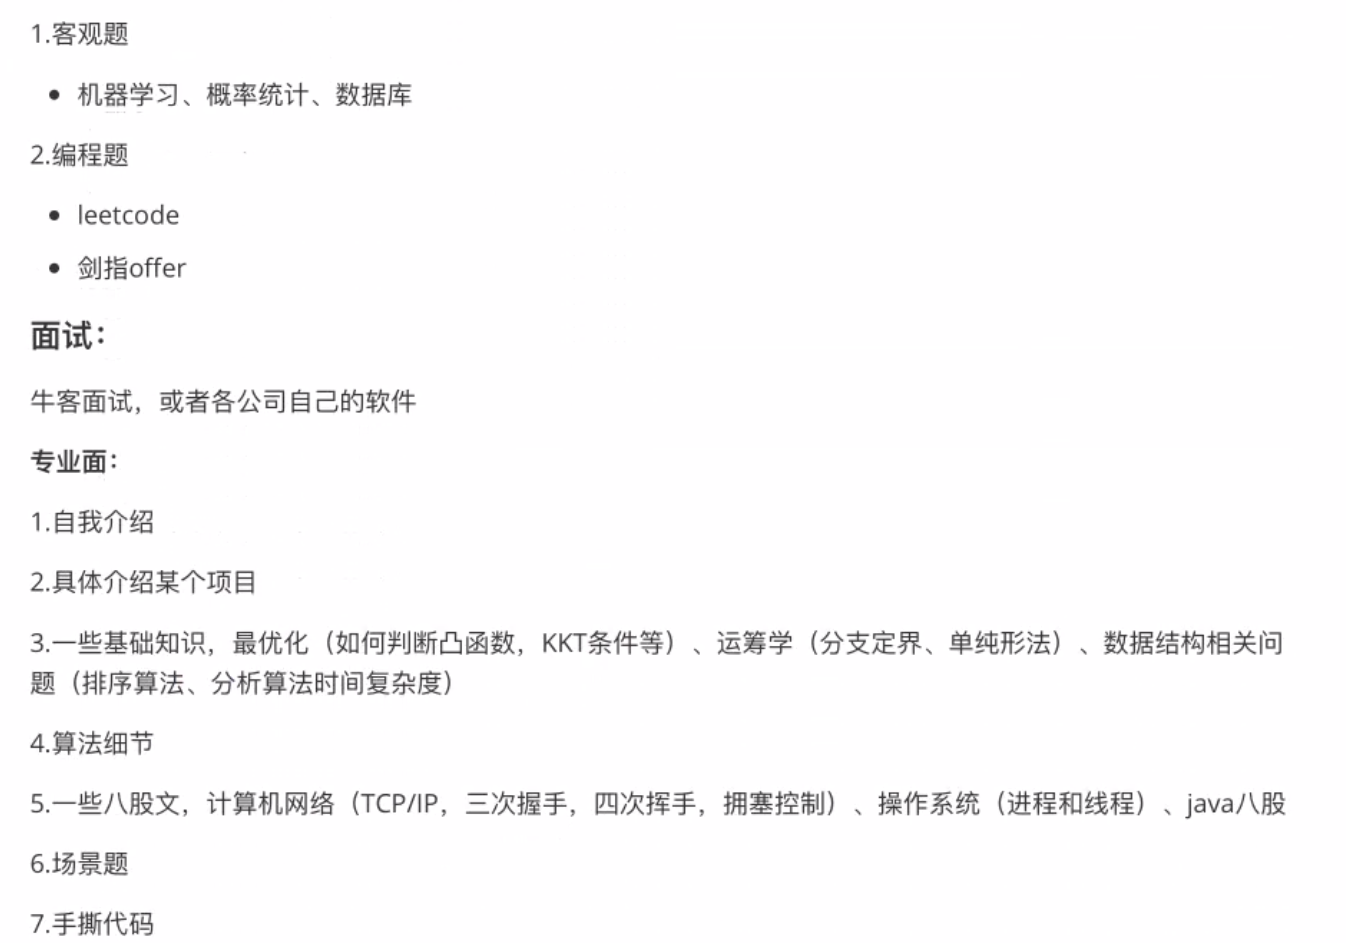 1.客观题
• 机器学习、概率统计、数据库
2.编程题
• leetcode
• 剑指offer
面试：
牛客面试，或者各公司自己的软件
专业面：
1.自我介绍
2.具体介绍某个项目
3.一些基础知识，最优化（如何判断凸函数，KKT条件等）、运筹学（分支定界、单纯形法）、数据结构相关问
题（排序算法、分析算法时间复杂度）
4.算法细节
5.一些八股文，计算机网络（TCP/IP，三次握手，四次挥手，拥塞控制）、操作系统（进程和线程）、java八股
6.场景题
7.手撕代码